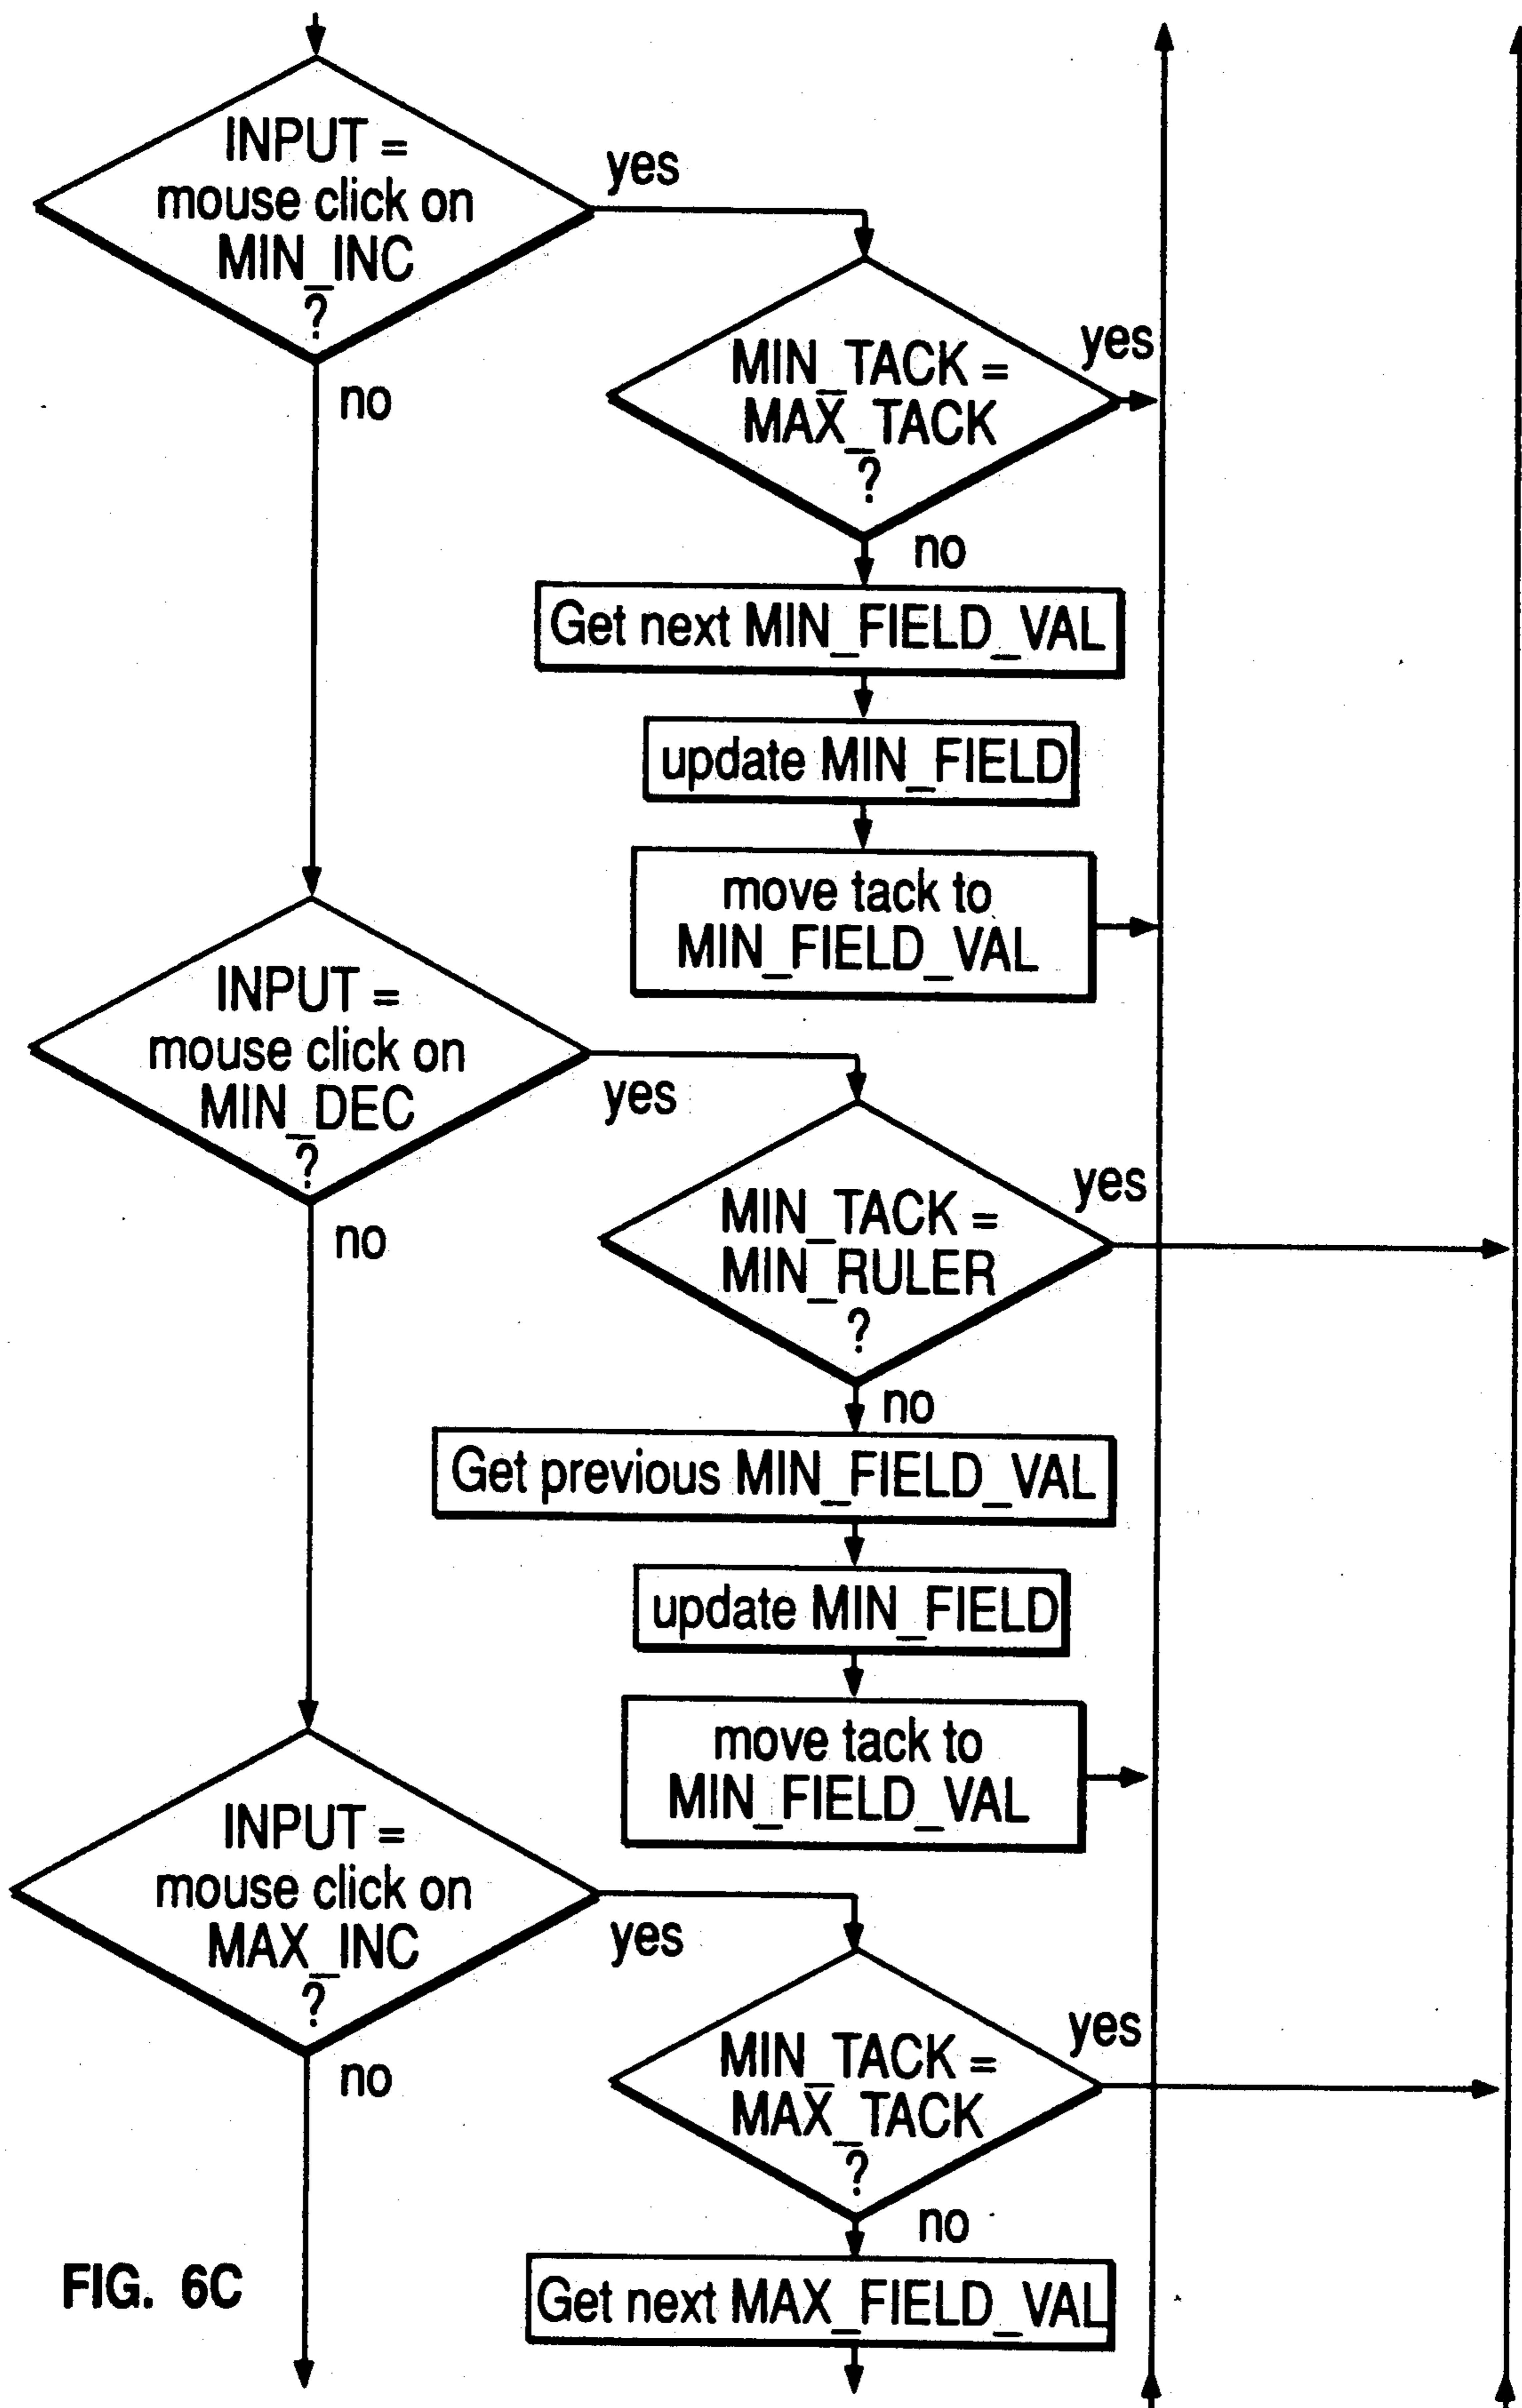 INPUT =
mouse click on
MIN_INC
?
yes
no
MIN_TACK =
MAX_TACK
?
yes
no
Get next MIN_FIELD_VAL
update MIN_FIELD
move tack to
MIN_FIELD_VAL
INPUT =
mouse click on
MIN_DEC
?
yes
no
MIN_TACK =
MIN_RULER
?
yes
no
Get previous MIN_FIELD_VAL
update MIN_FIELD
move tack to
MIN_FIELD_VAL
INPUT =
mouse click on
MAX_INC
?
yes
no
MIN_TACK =
MAX_TACK
?
yes
no
Get next MAX_FIELD_VAL
FIG. 6C